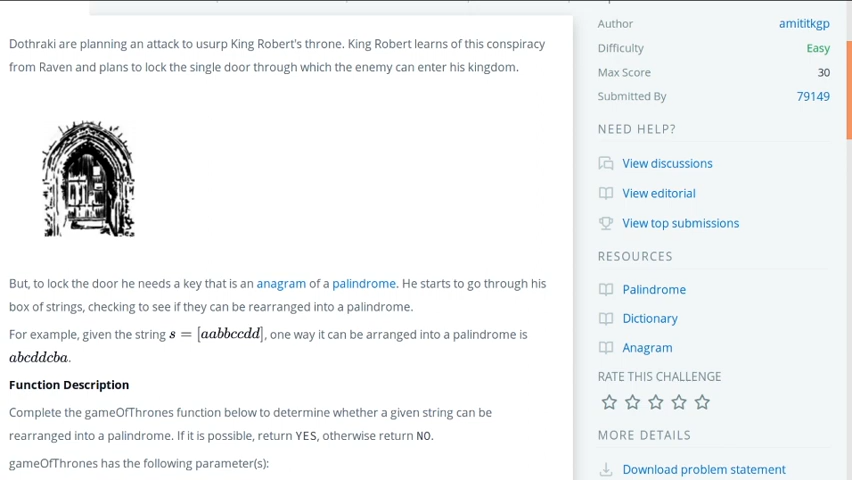 Dothraki are planning an attack to usurp King Robert's throne. King Robert learns of this conspiracy
from Raven and plans to lock the single door through which the enemy can enter his kingdom.
But, to lock the door he needs a key that is an anagram of a palindrome. He starts to go through his
box of strings, checking to see if they can be rearranged into a palindrome.
For example, given the string s = [aabbccdd], one way it can be arranged into a palindrome is
abcddcba.
Function Description
Complete the gameOfThrones function below to determine whether a given string can be
rearranged into a palindrome. If it is possible, return YES, otherwise return NO.
gameOfThrones has the following parameter(s):
Author amititkgp
Difficulty Easy
Max Score 30
Submitted By 79149
NEED HELP?
View discussions
View editorial
View top submissions
RESOURCES
Palindrome
Dictionary
Anagram
RATE THIS CHALLENGE
MORE DETAILS
Download problem statement